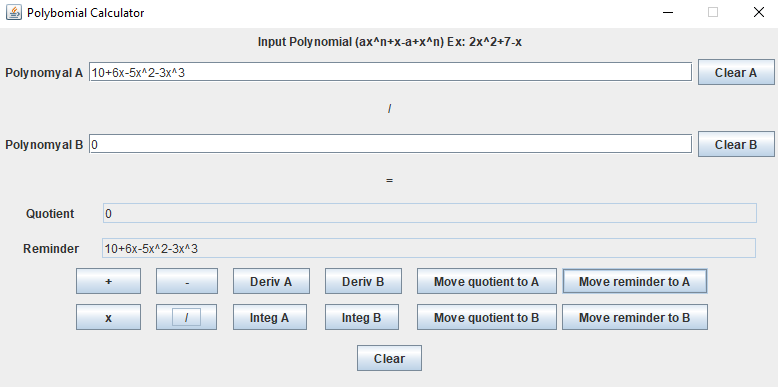 Polybomial Calculator
Input Polynomial (ax^n+x-a+x^n) Ex: 2x^2+7-x
Polynomyal A 10+6x-5x^2-3x^3 Clear A
/
Polynomyal B 0 Clear B
=
Quotient 0
Reminder 10+6x-5x^2-3x^3
+ - Deriv A Deriv B Move quotient to A Move reminder to A
x / Integ A Integ B Move quotient to B Move reminder to B
Clear